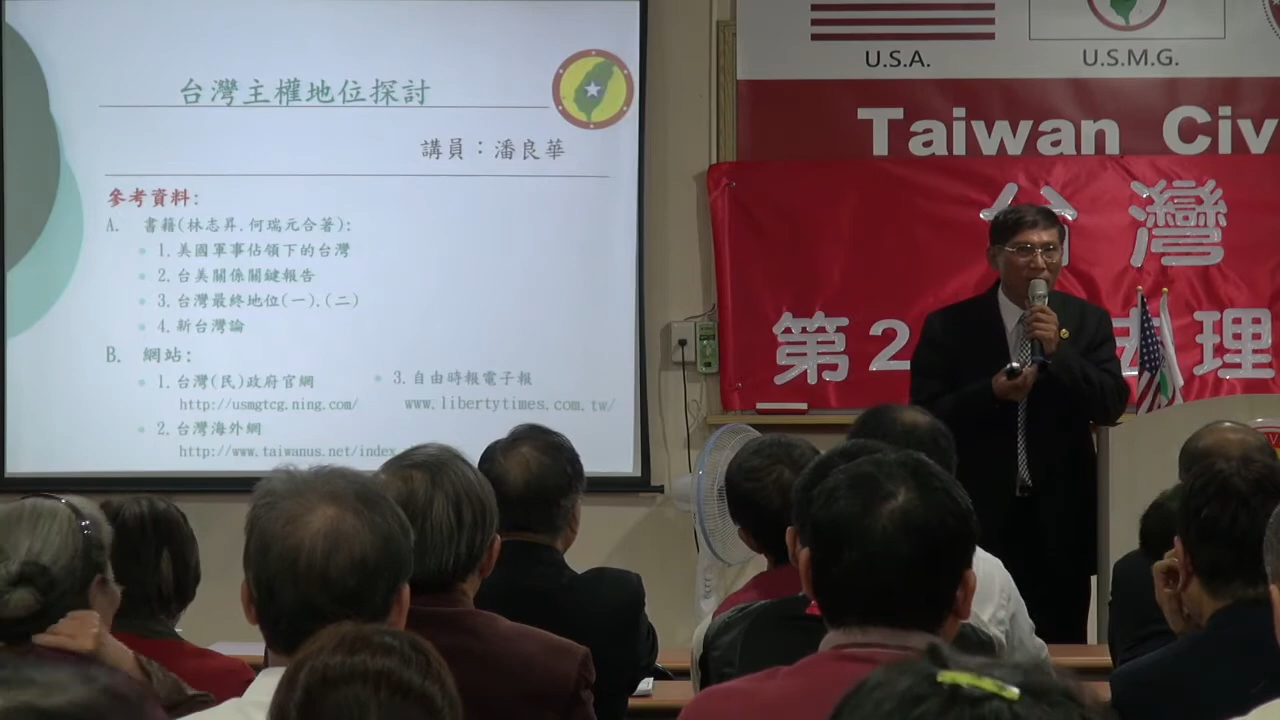 台灣主權地位探討
講員：潘良華
參考資料:
A. 書籍(林志昇.何瑞元合著):
1. 美國軍事佔領下的台灣
2. 台美關係關鍵報告
3. 台灣最終地位(一).(二)
4. 新台灣論
B. 網站:
1. 台灣(民)政府官網
http://usmgtcg.ning.com/
2. 台灣海外網
http://www.taiwanus.net/index
3. 自由時報電子報
www.libertytimes.com.tw/
U.S.A.
U.S.M.G.
Taiwan Civ
台灣
第2 法理